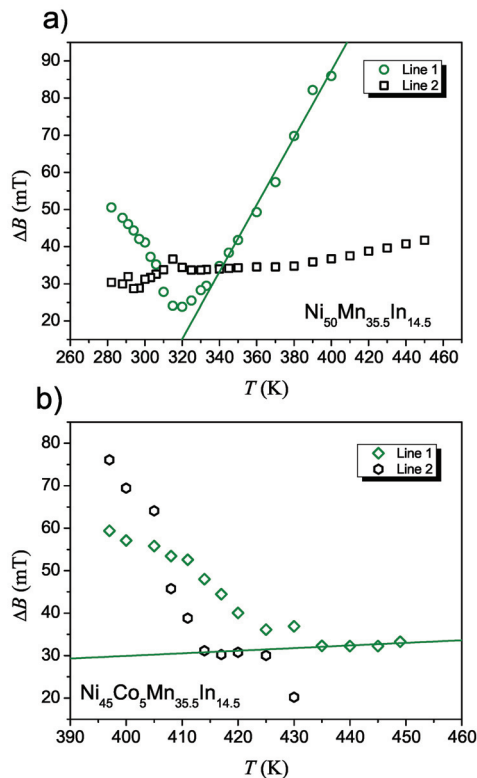 a)
90
80
70
60
50
40
30
20
ΔB (mT)
Line 1
Line 2
Ni50Mn35.5In14.5
260 280 300 320 340 360 380 400 420 440 460
T (K)
b)
80
70
60
50
40
30
20
ΔB (mT)
Line 1
Line 2
Ni45Co5Mn35.5In14.5
390 400 410 420 430 440 450 460
T (K)